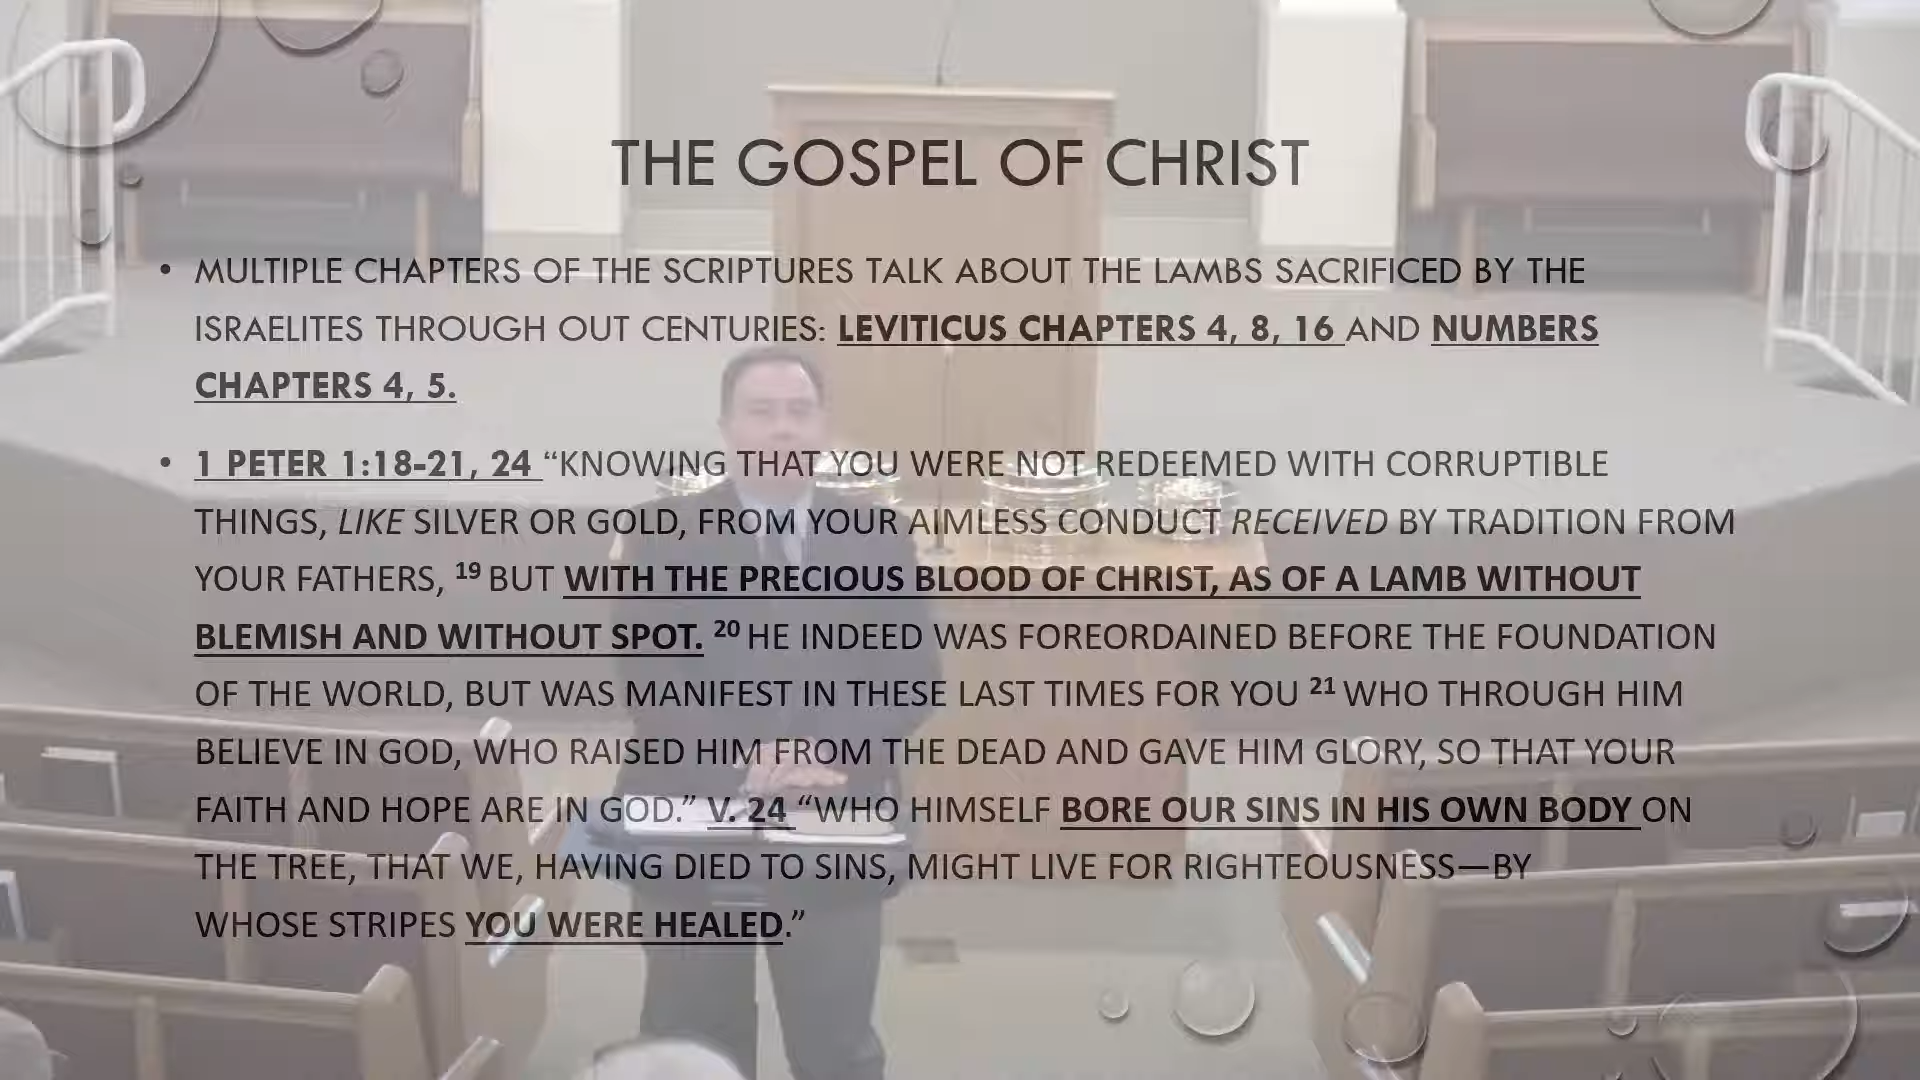 THE GOSPEL OF CHRIST
• MULTIPLE CHAPTERS OF THE SCRIPTURES TALK ABOUT THE LAMBS SACRIFICED BY THE
ISRAELITES THROUGH OUT CENTURIES: LEVITICUS CHAPTERS 4, 8, 16 AND NUMBERS
CHAPTERS 4, 5.
• 1 PETER 1:18-21, 24 “KNOWING THAT YOU WERE NOT REDEEMED WITH CORRUPTIBLE
THINGS, LIKE SILVER OR GOLD, FROM YOUR AIMLESS CONDUCT RECEIVED BY TRADITION FROM
YOUR FATHERS, 19 BUT WITH THE PRECIOUS BLOOD OF CHRIST, AS OF A LAMB WITHOUT
BLEMISH AND WITHOUT SPOT. 20 HE INDEED WAS FOREORDAINED BEFORE THE FOUNDATION
OF THE WORLD, BUT WAS MANIFEST IN THESE LAST TIMES FOR YOU 21 WHO THROUGH HIM
BELIEVE IN GOD, WHO RAISED HIM FROM THE DEAD AND GAVE HIM GLORY, SO THAT YOUR
FAITH AND HOPE ARE IN GOD.” V. 24 “WHO HIMSELF BORE OUR SINS IN HIS OWN BODY ON
THE TREE, THAT WE, HAVING DIED TO SINS, MIGHT LIVE FOR RIGHTEOUSNESS—BY
WHOSE STRIPES YOU WERE HEALED.”